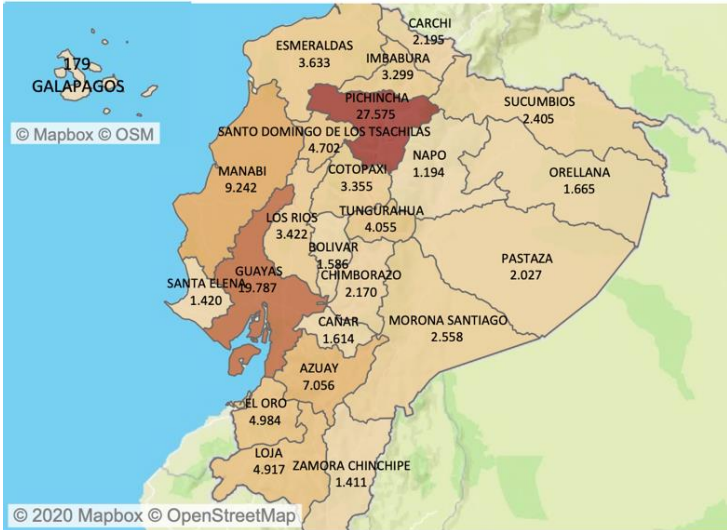 CARCHI
2.195
ESMERALDAS
3.633
IMBABURA
3.299
179
GALAPAGOS
© Mapbox © OSM
PICHINCHA
27.575
SUCUMBIOS
2.405
SANTO DOMINGO DE LOS TSACHILAS
4.702
NAPO
1.194
MANABI
9.242
COTOPAXI
3.355
ORELLANA
1.665
LOS RIOS
3.422
TUNGURAHUA
4.055
BOLIVAR
1.586
PASTAZA
2.027
GUAYAS
19.787
CHIMBORAZO
2.170
SANTA ELENA
1.420
CAÑAR
1.614
MORONA SANTIAGO
2.558
AZUAY
7.056
EL ORO
4.984
LOJA
4.917
ZAMORA CHINCHIPE
1.411
© 2020 Mapbox © OpenStreetMap